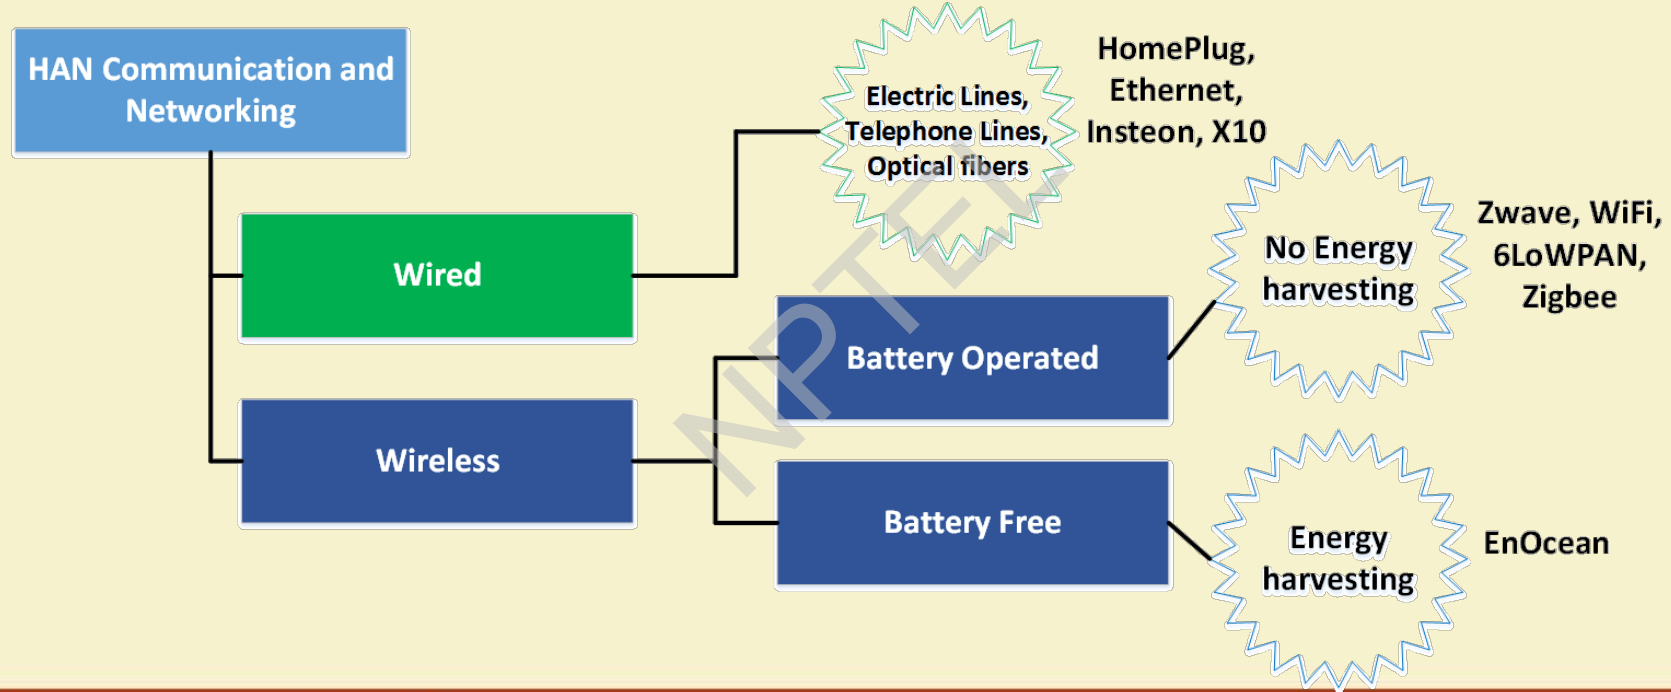 HAN Communication and
Networking
Electric Lines,
Telephone Lines,
Optical fibers
HomePlug,
Ethernet,
Insteon, X10
Wired
No Energy
harvesting
Zwave, WiFi,
6LoWPAN,
Zigbee
Battery Operated
Wireless
Battery Free
Energy
harvesting
EnOcean
NPTEL